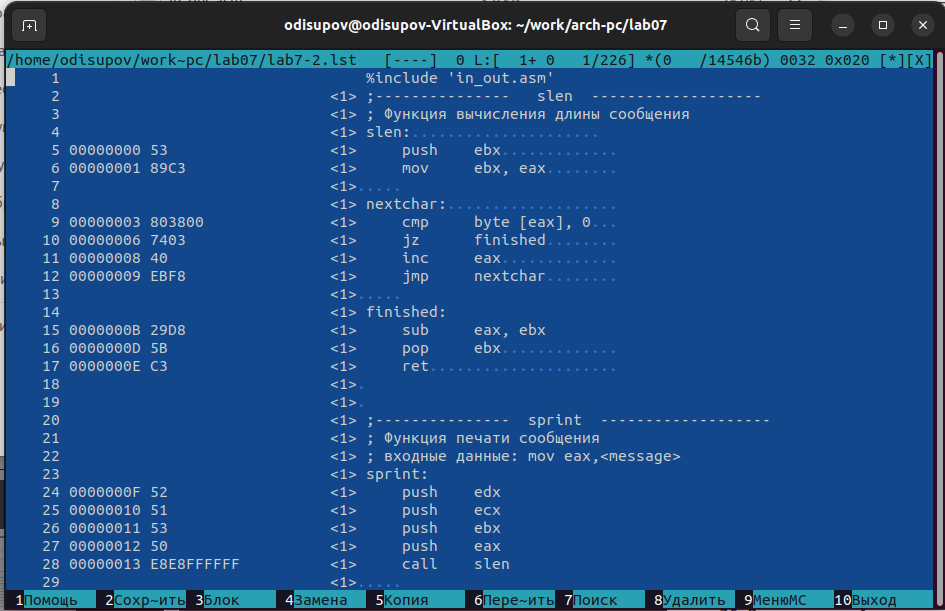 odisupov@odisupov-VirtualBox: ~/work/arch-pc/lab07
/home/odisupov/work~pc/lab07/lab7-2.lst   [----]  0 L:[  1+ 0   1/226] *(0   /14546b) 0032 0x020 [*][X]
1                                  %include 'in_out.asm'
2                              <1> ;---------------   slen  -------------------
3                              <1> ; Функция вычисления длины сообщения
4                              <1> slen:.....................
5 00000000 53                  <1>     push    ebx.............
6 00000001 89C3                <1>     mov     ebx, eax........
7                              <1>.....
8                              <1> nextchar:...................
9 00000003 803800              <1>     cmp     byte [eax], 0...
10 00000006 7403                <1>     jz      finished........
11 00000008 40                  <1>     inc     eax.............
12 00000009 EBF8                <1>     jmp     nextchar........
13                              <1>.....
14                              <1> finished:
15 0000000B 29D8                <1>     sub     eax, ebx
16 0000000D 5B                  <1>     pop     ebx.............
17 0000000E C3                  <1>     ret.....................
18                              <1>.
19                              <1>.
20                              <1> ;---------------  sprint  -------------------
21                              <1> ; Функция печати сообщения
22                              <1> ; входные данные: mov eax,<message>
23                              <1> sprint:
24 0000000F 52                  <1>     push    edx
25 00000010 51                  <1>     push    ecx
26 00000011 53                  <1>     push    ebx
27 00000012 50                  <1>     push    eax
28 00000013 E8E8FFFFFF          <1>     call    slen
29                              <1>.....
1Помощь  2Сохр~ить 3Блок    4Замена  5Копия   6Пере~ить 7Поиск   8Удалить 9МенюMC  10Выход